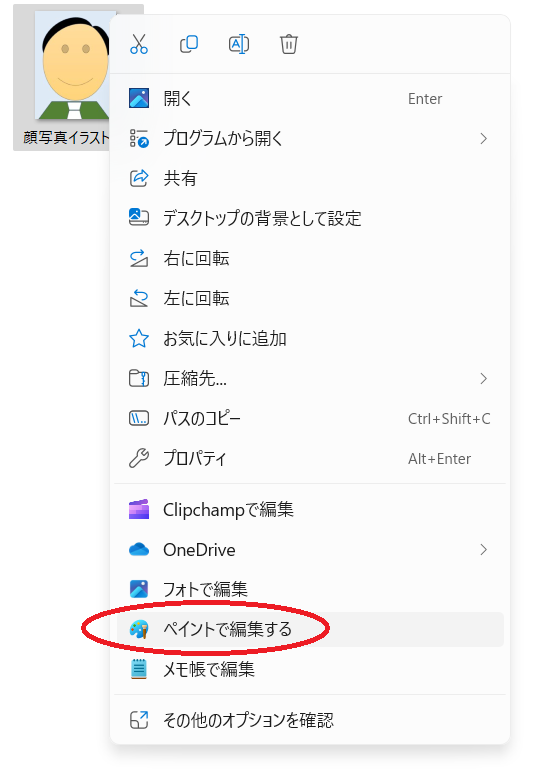 顔写真イラスト
開く Enter
プログラムから開く
共有
デスクトップの背景として設定
右に回転
左に回転
お気に入りに追加
圧縮先...
パスのコピー Ctrl+Shift+C
プロパティ Alt+Enter
Clipchampで編集
OneDrive
フォトで編集
ペイントで編集する
メモ帳で編集
その他のオプションを確認